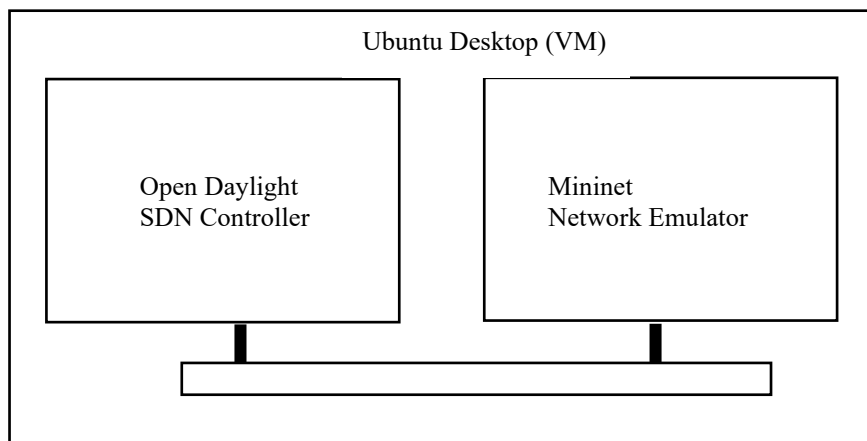 Ubuntu Desktop (VM)
Open Daylight
SDN Controller
Mininet
Network Emulator